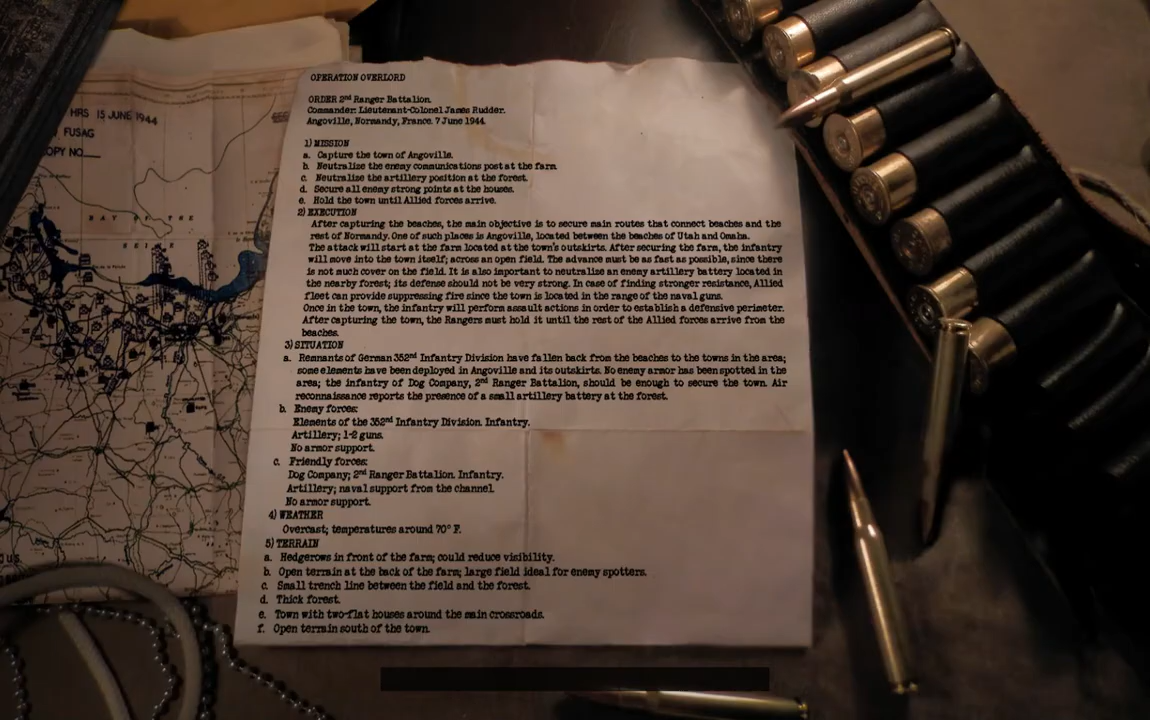 HRS 15 JUNE 1944
FUSAG
OPY NO
BAY OF THE
SEINE
OPERATION OVERLORD
ORDER 2nd Ranger Battalion.
Commander: Lieutenant-Colonel James Rudder.
Angoville, Normandy, France. 7 June 1944.
1) MISSION
a. Capture the town of Angoville.
b. Neutralize the enemy communications post at the farm.
c. Neutralize the artillery position at the forest.
d. Secure all enemy strong points at the houses.
e. Hold the town until Allied forces arrive.
2) EXECUTION
After capturing the beaches, the main objective is to secure main routes that connect beaches and the
rest of Normandy. One of such places is Angoville, located between the beaches of Utah and Omaha.
The attack will start at the farm located at the town's outskirts. After securing the farm, the infantry
will move into the town itself; across an open field. The advance must be as fast as possible, since there
is not much cover on the field. It is also important to neutralize an enemy artillery battery located in
the nearby forest; its defense should not be very strong. In case of finding stronger resistance, Allied
fleet can provide suppressing fire since the town is located in the range of the naval guns.
Once in the town, the infantry will perform assault actions in order to establish a defensive perimeter.
After capturing the town, the Rangers must hold it until the rest of the Allied forces arrive from the
beaches.
3) SITUATION
a. Remnants of German 352nd Infantry Division have fallen back from the beaches to the towns in the area;
some elements have been deployed in Angoville and its outskirts. No enemy armor has been spotted in the
area; the infantry of Dog Company, 2nd Ranger Battalion, should be enough to secure the town. Air
reconnaissance reports the presence of a small artillery battery at the forest.
b. Enemy forces:
Elements of the 352nd Infantry Division. Infantry.
Artillery; 1-2 guns.
No armor support.
c. Friendly forces:
Dog Company; 2nd Ranger Battalion. Infantry.
Artillery; naval support from the channel.
No armor support.
4) WEATHER
Overcast; temperatures around 70° F.
5) TERRAIN
a. Hedgerows in front of the farm; could reduce visibility.
b. Open terrain at the back of the farm; large field ideal for enemy spotters.
c. Small trench line between the field and the forest.
d. Thick forest.
e. Town with two-flat houses around the main crossroads.
f. Open terrain south of the town.